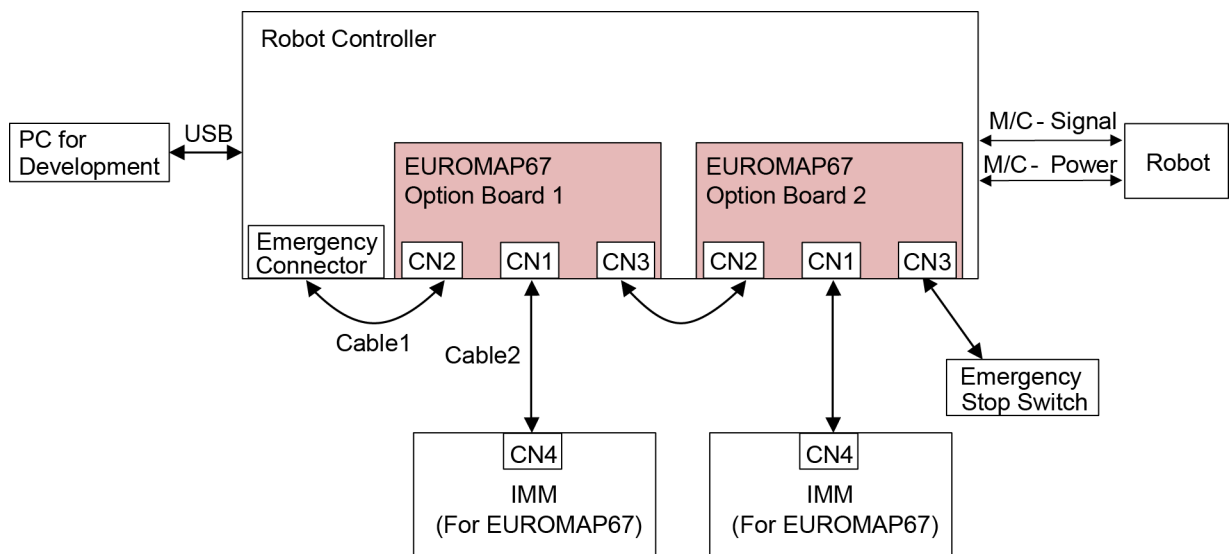 Robot Controller
PC for
Development
USB
EUROMAP67
Option Board 1
EUROMAP67
Option Board 2
M/C - Signal
M/C - Power
Robot
Emergency
Connector
CN2
CN1
CN3
CN2
CN1
CN3
Cable1
Cable2
Emergency
Stop Switch
CN4
IMM
(For EUROMAP67)
CN4
IMM
(For EUROMAP67)